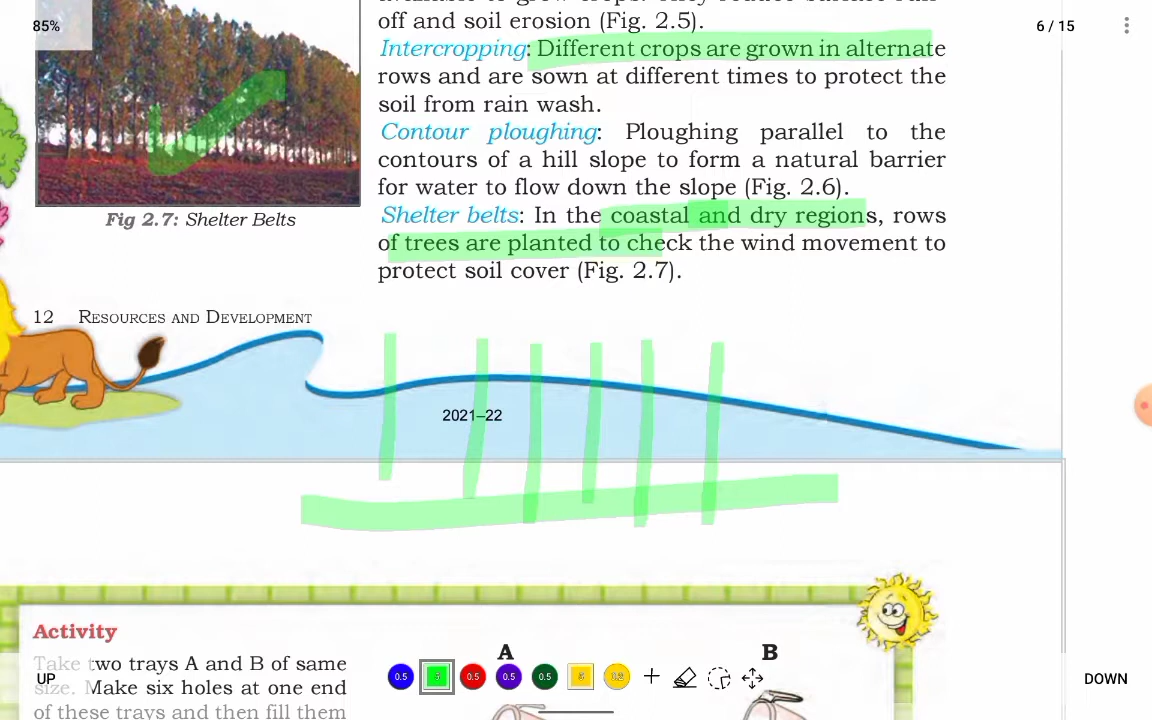 85%
6 / 15
off and soil erosion (Fig. 2.5).
Intercropping: Different crops are grown in alternate
rows and are sown at different times to protect the
soil from rain wash.
Contour ploughing: Ploughing parallel to the
contours of a hill slope to form a natural barrier
for water to flow down the slope (Fig. 2.6).
Shelter belts: In the coastal and dry regions, rows
of trees are planted to check the wind movement to
protect soil cover (Fig. 2.7).
Fig 2.7: Shelter Belts
12 Resources and Development
2021–22
Activity
Take two trays A and B of same
size. Make six holes at one end
of these trays and then fill them
A
B
UP
DOWN
0.5
0.5
0.5
0.5